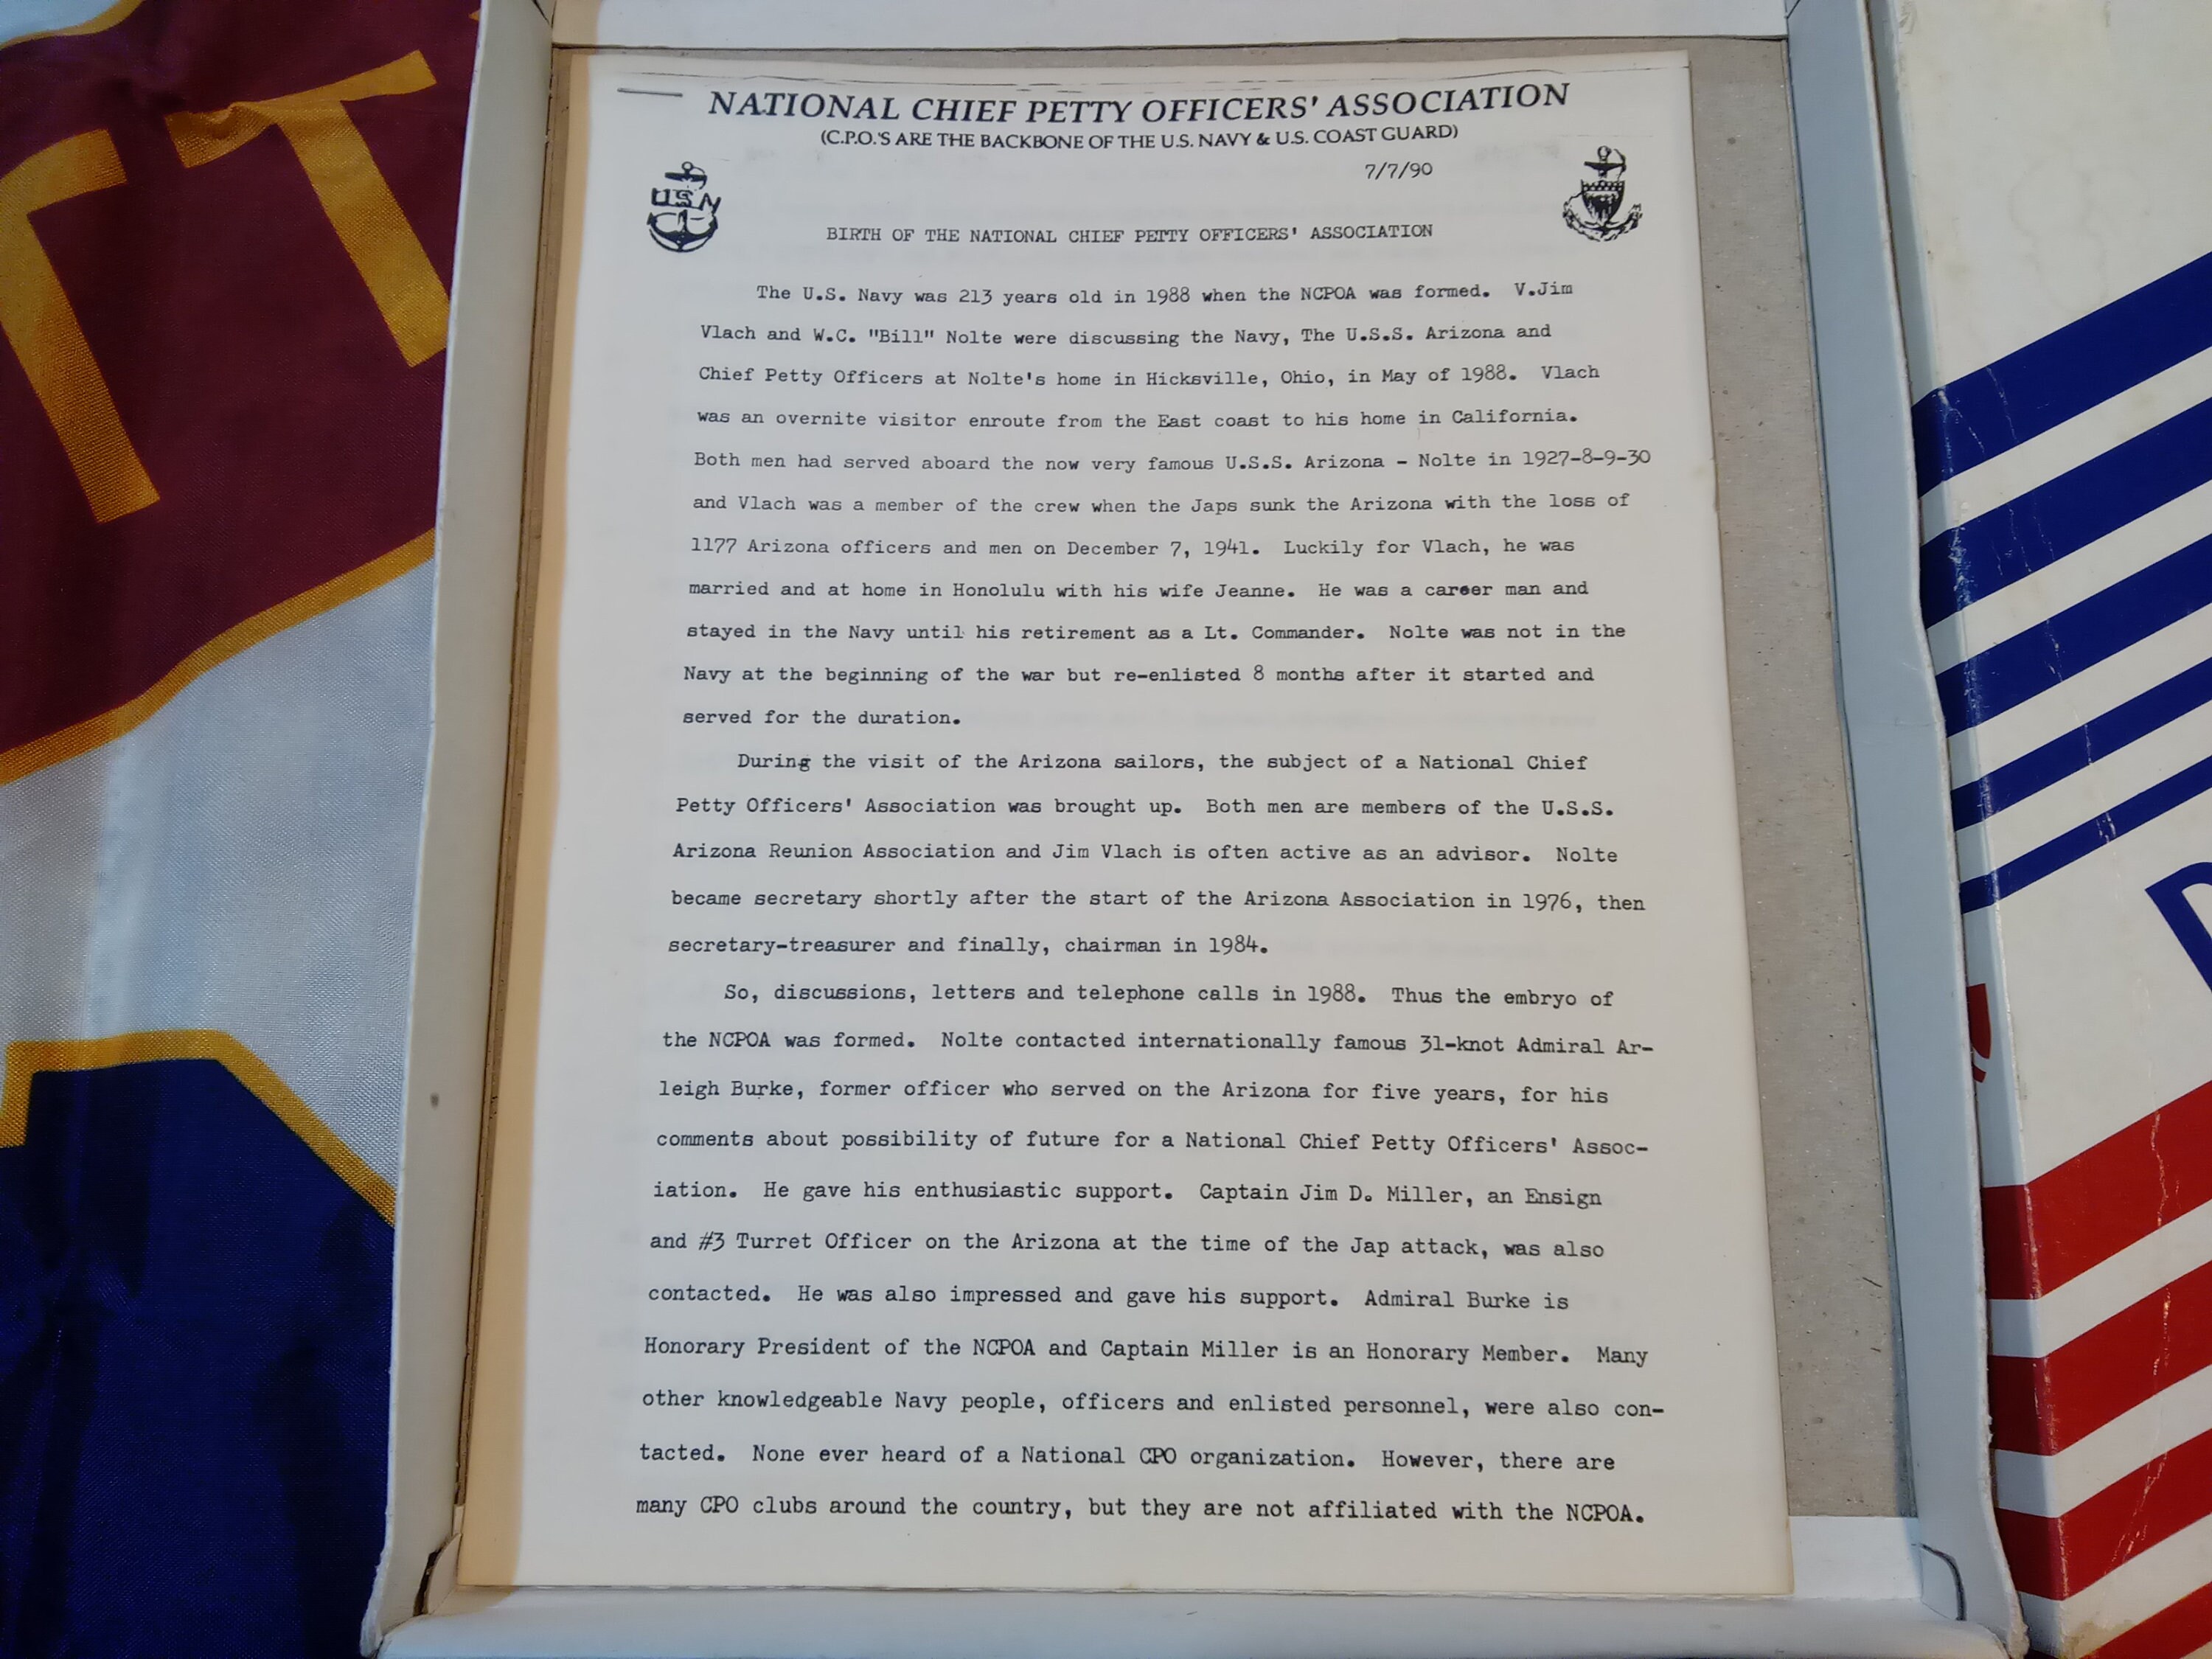 NATIONAL CHIEF PETTY OFFICERS' ASSOCIATION
(C.P.O.'S ARE THE BACKBONE OF THE U.S. NAVY & U.S. COAST GUARD)
7/7/90
USN
BIRTH OF THE NATIONAL CHIEF PETTY OFFICERS' ASSOCIATION
The U.S. Navy was 213 years old in 1988 when the NCPOA was formed. V.Jim
Vlach and W.C. "Bill" Nolte were discussing the Navy, The U.S.S. Arizona and
Chief Petty Officers at Nolte's home in Hicksville, Ohio, in May of 1988. Vlach
was an overnite visitor enroute from the East coast to his home in California.
Both men had served aboard the now very famous U.S.S. Arizona - Nolte in 1927-8-9-30
and Vlach was a member of the crew when the Japs sunk the Arizona with the loss of
1177 Arizona officers and men on December 7, 1941. Luckily for Vlach, he was
married and at home in Honolulu with his wife Jeanne. He was a career man and
stayed in the Navy until his retirement as a Lt. Commander. Nolte was not in the
Navy at the beginning of the war but re-enlisted 8 months after it started and
served for the duration.
During the visit of the Arizona sailors, the subject of a National Chief
Petty Officers' Association was brought up. Both men are members of the U.S.S.
Arizona Reunion Association and Jim Vlach is often active as an advisor. Nolte
became secretary shortly after the start of the Arizona Association in 1976, then
secretary-treasurer and finally, chairman in 1984.
So, discussions, letters and telephone calls in 1988. Thus the embryo of
the NCPOA was formed. Nolte contacted internationally famous 31-knot Admiral Ar-
leigh Burke, former officer who served on the Arizona for five years, for his
comments about possibility of future for a National Chief Petty Officers' Assoc-
iation. He gave his enthusiastic support. Captain Jim D. Miller, an Ensign
and #3 Turret Officer on the Arizona at the time of the Jap attack, was also
contacted. He was also impressed and gave his support. Admiral Burke is
Honorary President of the NCPOA and Captain Miller is an Honorary Member. Many
other knowledgeable Navy people, officers and enlisted personnel, were also con-
tacted. None ever heard of a National CPO organization. However, there are
many CPO clubs around the country, but they are not affiliated with the NCPOA.